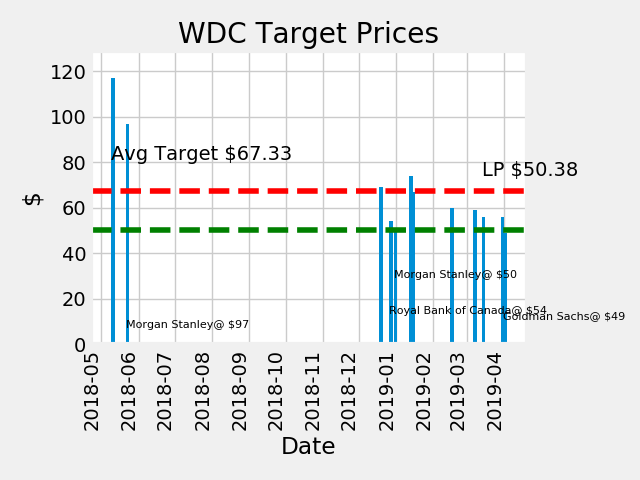 WDC Target Prices
120
100
80
60
40
20
0
$
Avg Target $67.33
LP $50.38
Morgan Stanley@ $50
Royal Bank of Canada@ $54
Goldman Sachs@ $49
Morgan Stanley@ $97
2018-05
2018-06
2018-07
2018-08
2018-09
2018-10
2018-11
2018-12
2019-01
2019-02
2019-03
2019-04
Date